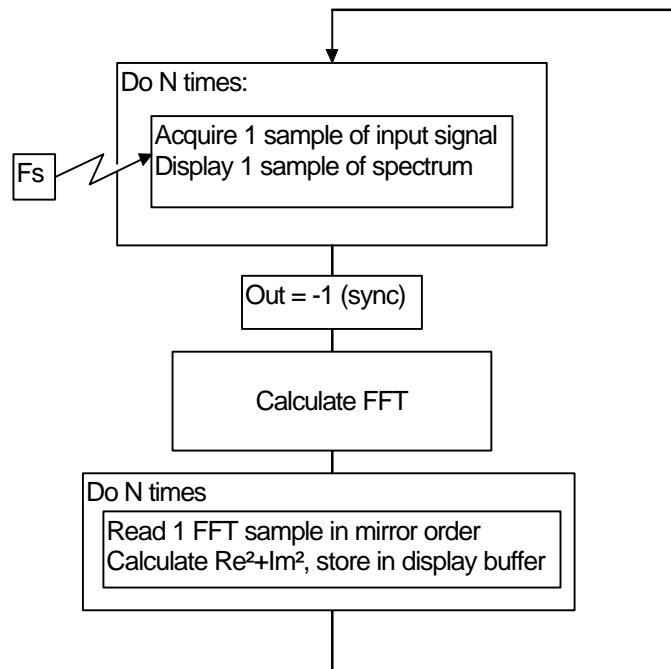 Do N times:
Acquire 1 sample of input signal
Display 1 sample of spectrum
Fs
Out = -1 (sync)
Calculate FFT
Do N times
Read 1 FFT sample in mirror order
Calculate Re²+Im², store in display buffer